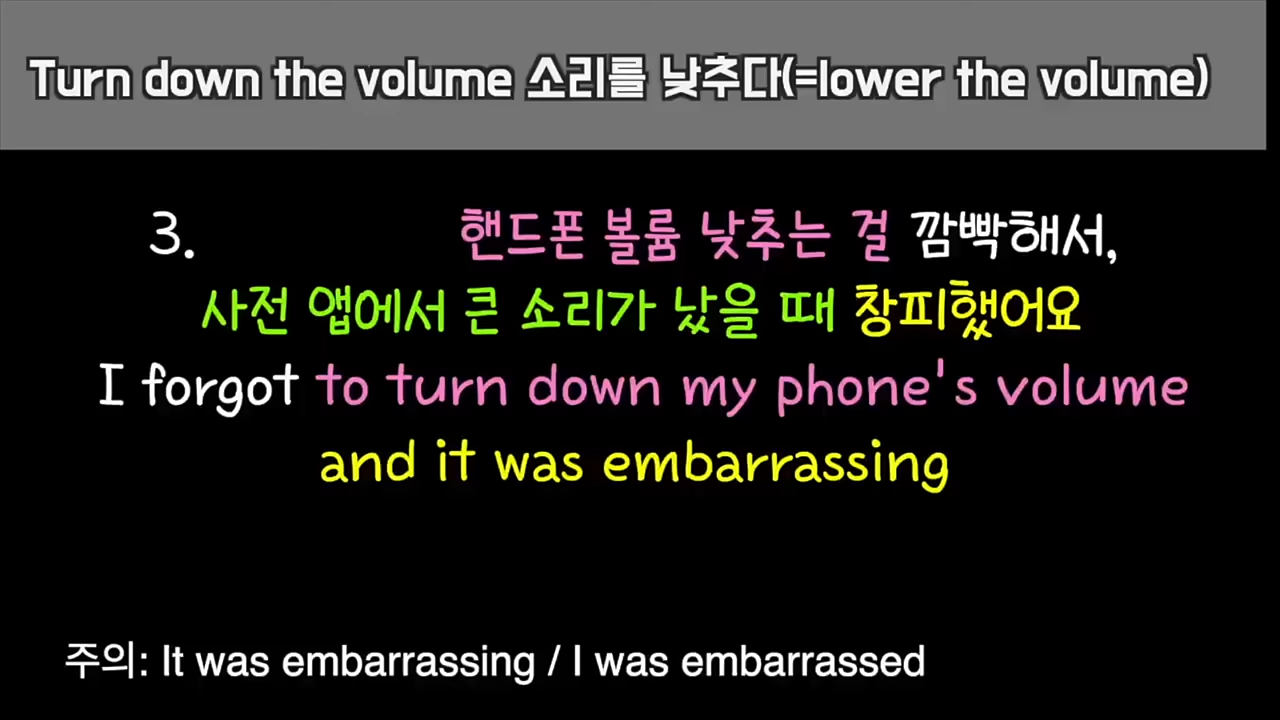 Turn down the volume 소리를 낮추다(=lower the volume)
3. 핸드폰 볼륨 낮추는 걸 깜빡해서,
사전 앱에서 큰 소리가 났을 때 창피했어요
I forgot to turn down my phone's volume
and it was embarrassing
주의: It was embarrassing / I was embarrassed